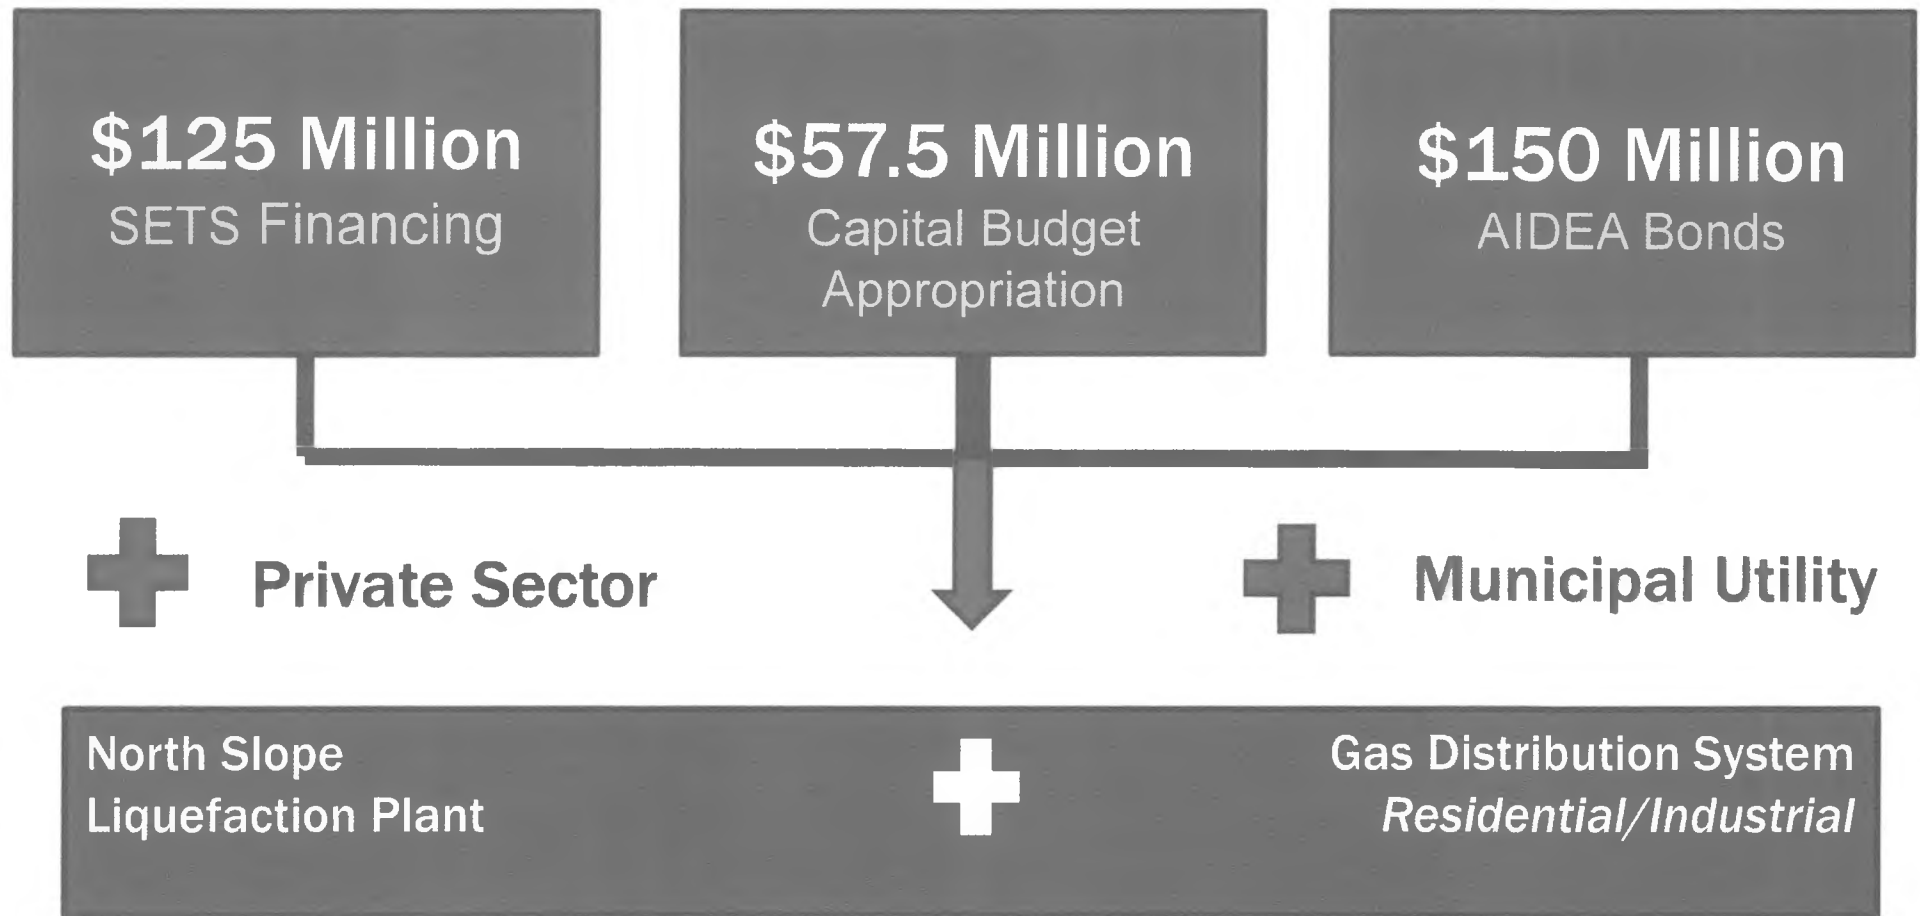 $125 Million
SETS Financing
$57.5 Million
Capital Budget
Appropriation
$150 Million
AIDEA Bonds
Private Sector
Municipal Utility
North Slope
Liquefaction Plant
Gas Distribution System
Residential/Industrial